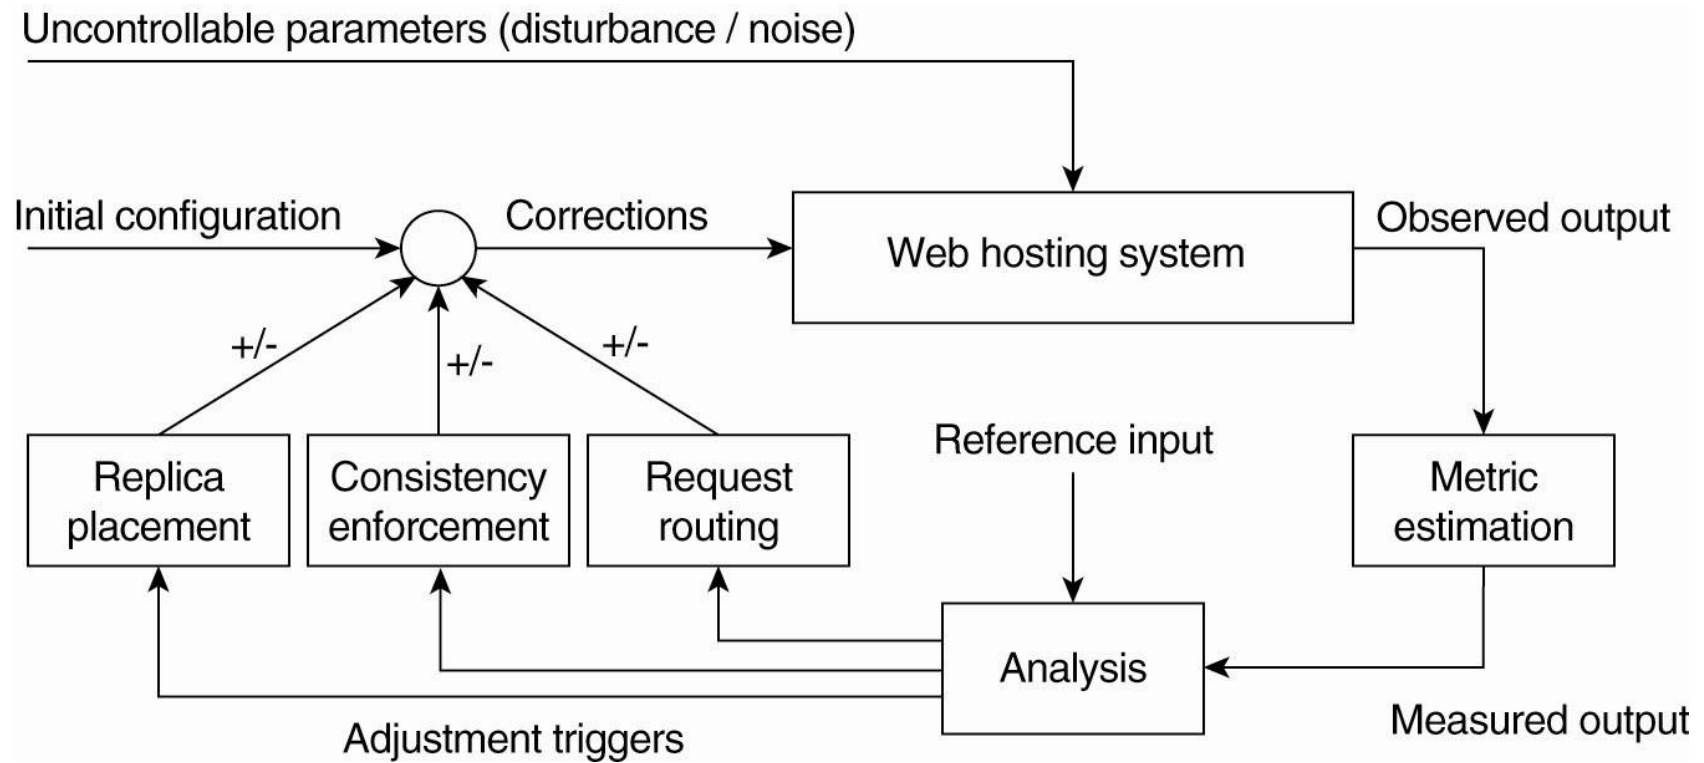 Uncontrollable parameters (disturbance / noise)
Initial configuration
Corrections
Web hosting system
Observed output
+/-
+/-
+/-
Replica
placement
Consistency
enforcement
Request
routing
Reference input
Metric
estimation
Analysis
Adjustment triggers
Measured output